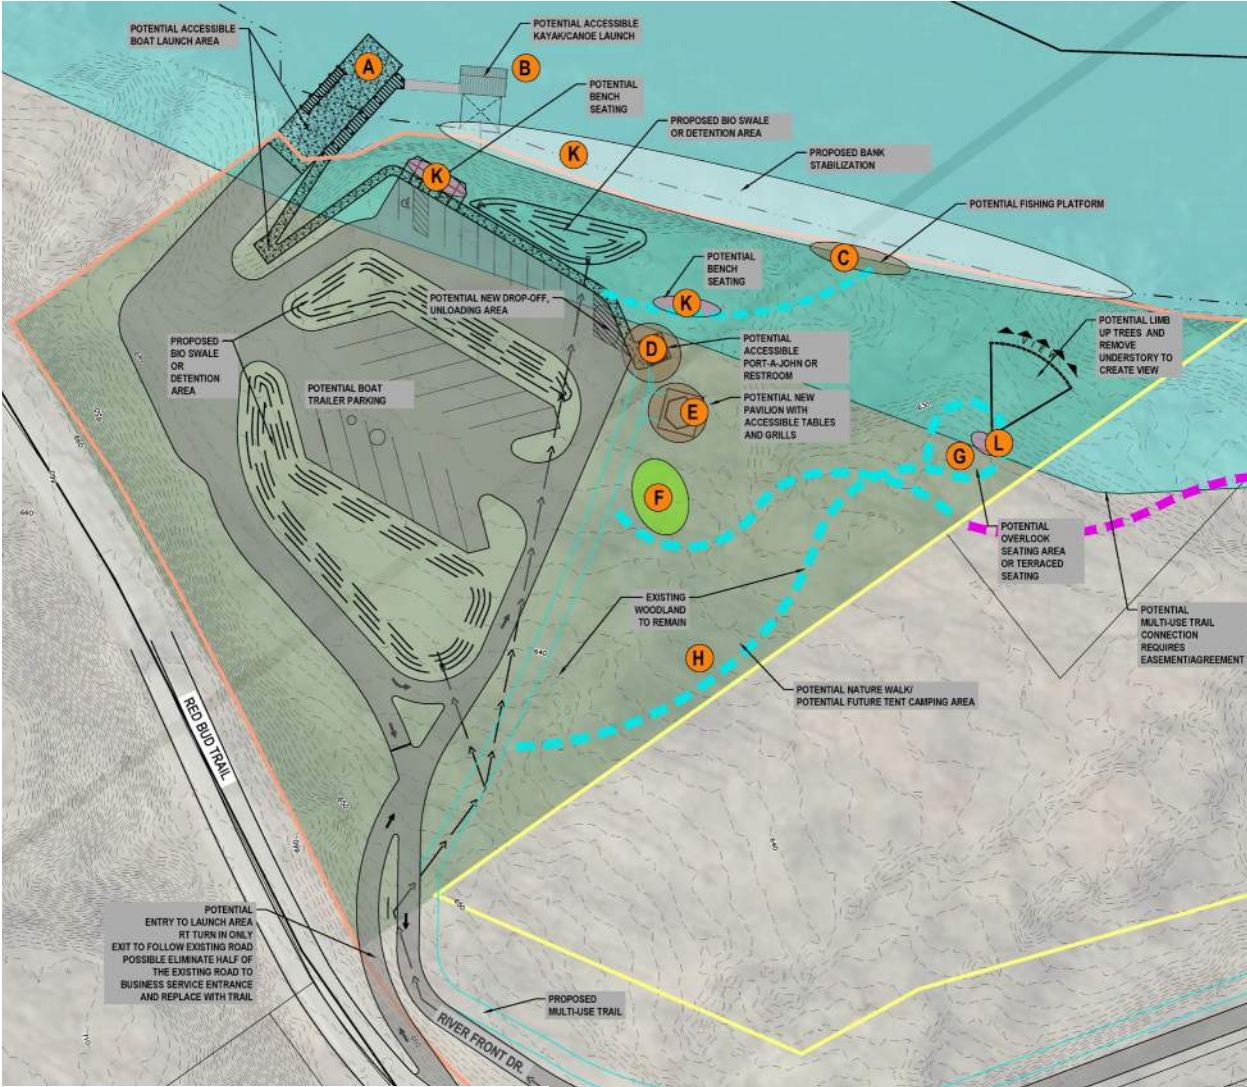 POTENTIAL ACCESSIBLE
BOAT LAUNCH AREA
A
POTENTIAL ACCESSIBLE
KAYAK/CANOE LAUNCH
B
POTENTIAL
BENCH
SEATING
K
PROPOSED BIO SWALE
OR DETENTION AREA
K
PROPOSED BANK
STABILIZATION
POTENTIAL FISHING PLATFORM
C
POTENTIAL
BENCH
SEATING
K
POTENTIAL NEW DROP-OFF,
UNLOADING AREA
D
POTENTIAL
ACCESSIBLE
PORT-A-JOHN OR
RESTROOM
POTENTIAL LIMB
UP TREES AND
REMOVE
UNDERSTORY TO
CREATE VIEW
PROPOSED
BIO SWALE
OR
DETENTION
AREA
POTENTIAL BOAT
TRAILER PARKING
E
POTENTIAL NEW
PAVILION WITH
ACCESSIBLE TABLES
AND GRILLS
630
G
L
F
POTENTIAL
OVERLOOK
SEATING AREA
OR TERRACED
SEATING
EXISTING
WOODLAND
TO REMAIN
POTENTIAL
MULTI-USE TRAIL
CONNECTION
REQUIRES
EASEMENT/AGREEMENT
640
H
POTENTIAL NATURE WALK/
POTENTIAL FUTURE TENT CAMPING AREA
RED BUD TRAIL
660
650
640
650
POTENTIAL
ENTRY TO LAUNCH AREA
RT TURN IN ONLY
EXIT TO FOLLOW EXISTING ROAD
POSSIBLE ELIMINATE HALF OF
THE EXISTING ROAD TO
BUSINESS SERVICE ENTRANCE
AND REPLACE WITH TRAIL
PROPOSED
MULTI-USE TRAIL
RIVER FRONT DR.